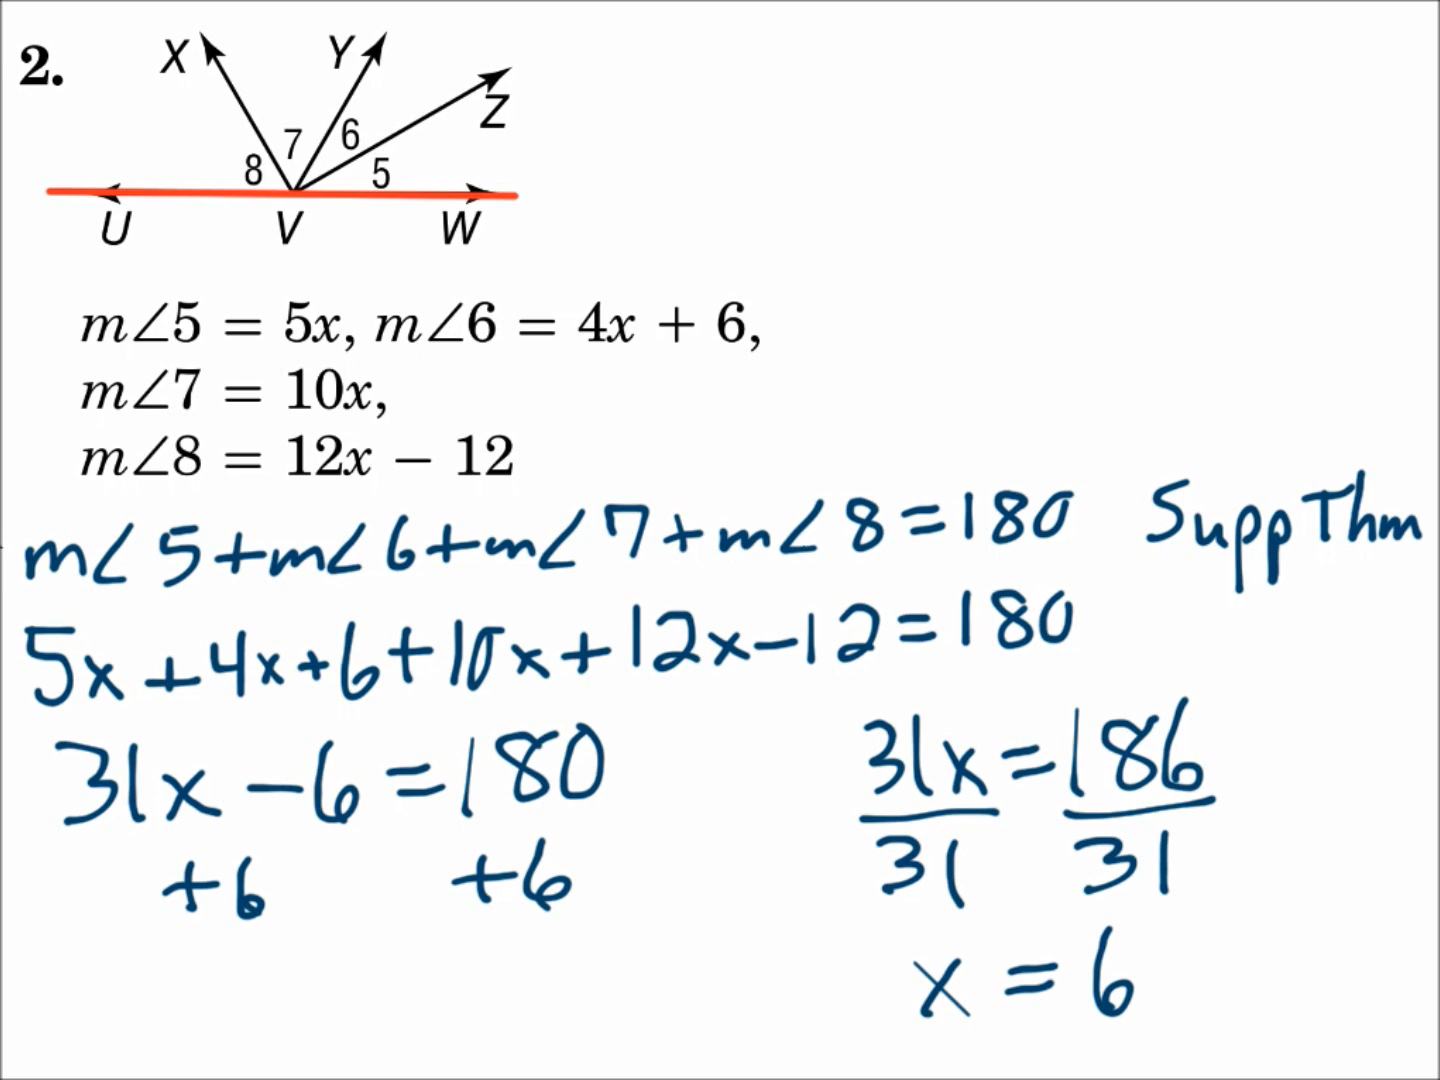 2.
X Y Z
8 7 6 5
U V W
m∠5 = 5x, m∠6 = 4x + 6,
m∠7 = 10x,
m∠8 = 12x − 12
m∠5+m∠6+m∠7+m∠8=180 Supp Thm
5x+4x+6+10x+12x-12=180
31x-6=180
+6 +6
31x=186
31 31
x=6